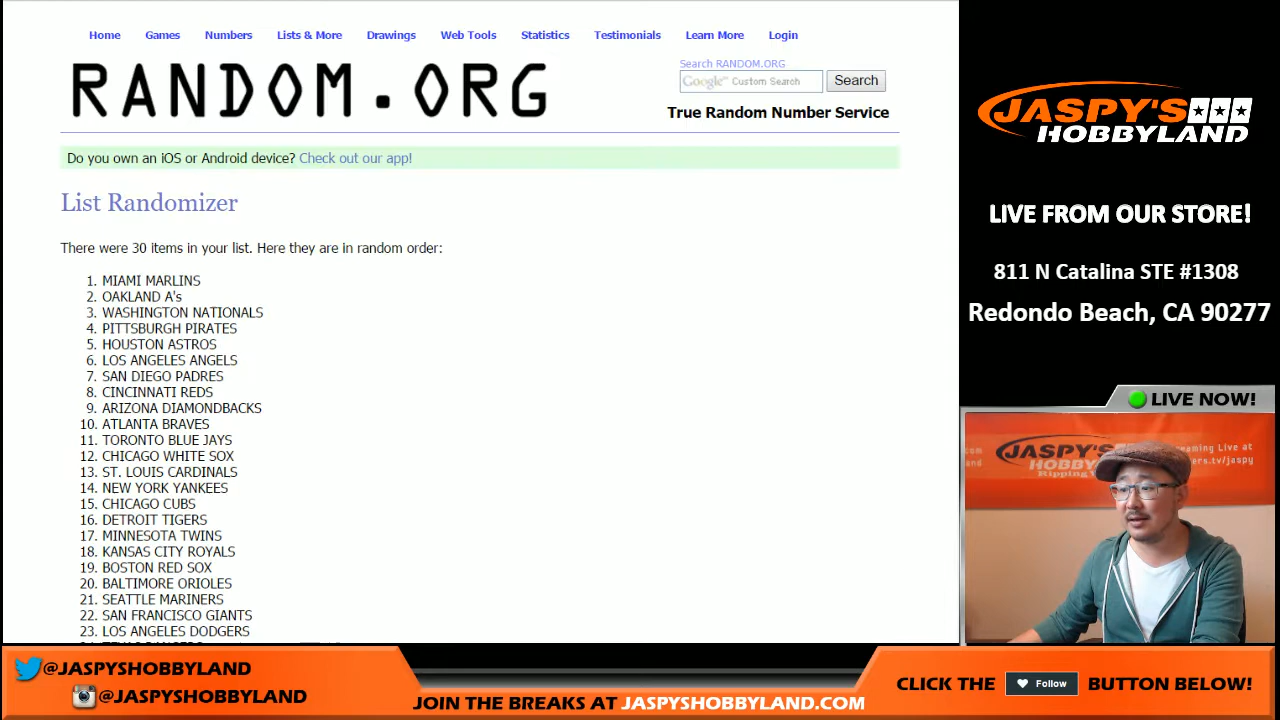 Home Games Numbers Lists & More Drawings Web Tools Statistics Testimonials Learn More Login
RANDOM.ORG
Search RANDOM.ORG
Google™ Custom Search Search
True Random Number Service
Do you own an iOS or Android device? Check out our app!
List Randomizer
There were 30 items in your list. Here they are in random order:
1. MIAMI MARLINS
2. OAKLAND A's
3. WASHINGTON NATIONALS
4. PITTSBURGH PIRATES
5. HOUSTON ASTROS
6. LOS ANGELES ANGELS
7. SAN DIEGO PADRES
8. CINCINNATI REDS
9. ARIZONA DIAMONDBACKS
10. ATLANTA BRAVES
11. TORONTO BLUE JAYS
12. CHICAGO WHITE SOX
13. ST. LOUIS CARDINALS
14. NEW YORK YANKEES
15. CHICAGO CUBS
16. DETROIT TIGERS
17. MINNESOTA TWINS
18. KANSAS CITY ROYALS
19. BOSTON RED SOX
20. BALTIMORE ORIOLES
21. SEATTLE MARINERS
22. SAN FRANCISCO GIANTS
23. LOS ANGELES DODGERS
JASPY'S
HOBBYLAND
LIVE FROM OUR STORE!
811 N Catalina STE #1308
Redondo Beach, CA 90277
LIVE NOW!
JASPY'S
HOBBYLAND
Live at
@JASPYSHOBBYLAND
@JASPYSHOBBYLAND
JOIN THE BREAKS AT JASPYSHOBBYLAND.COM
CLICK THE Follow BUTTON BELOW!